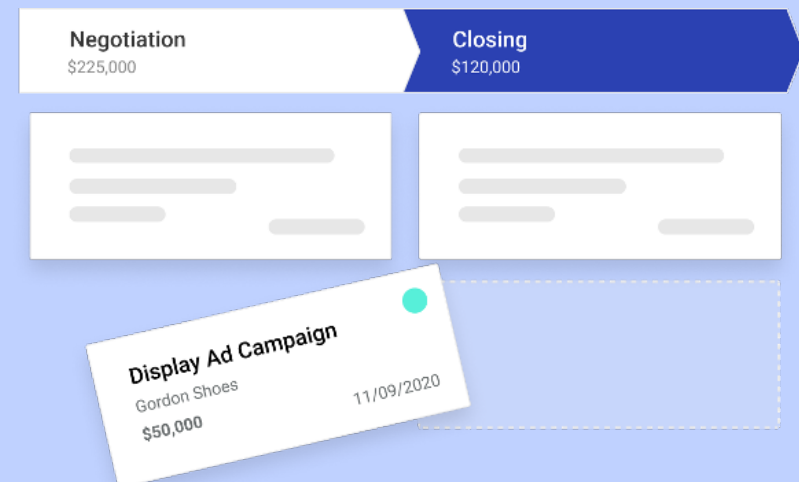 Negotiation
$225,000
Closing
$120,000
Display Ad Campaign
Gordon Shoes
$50,000
11/09/2020